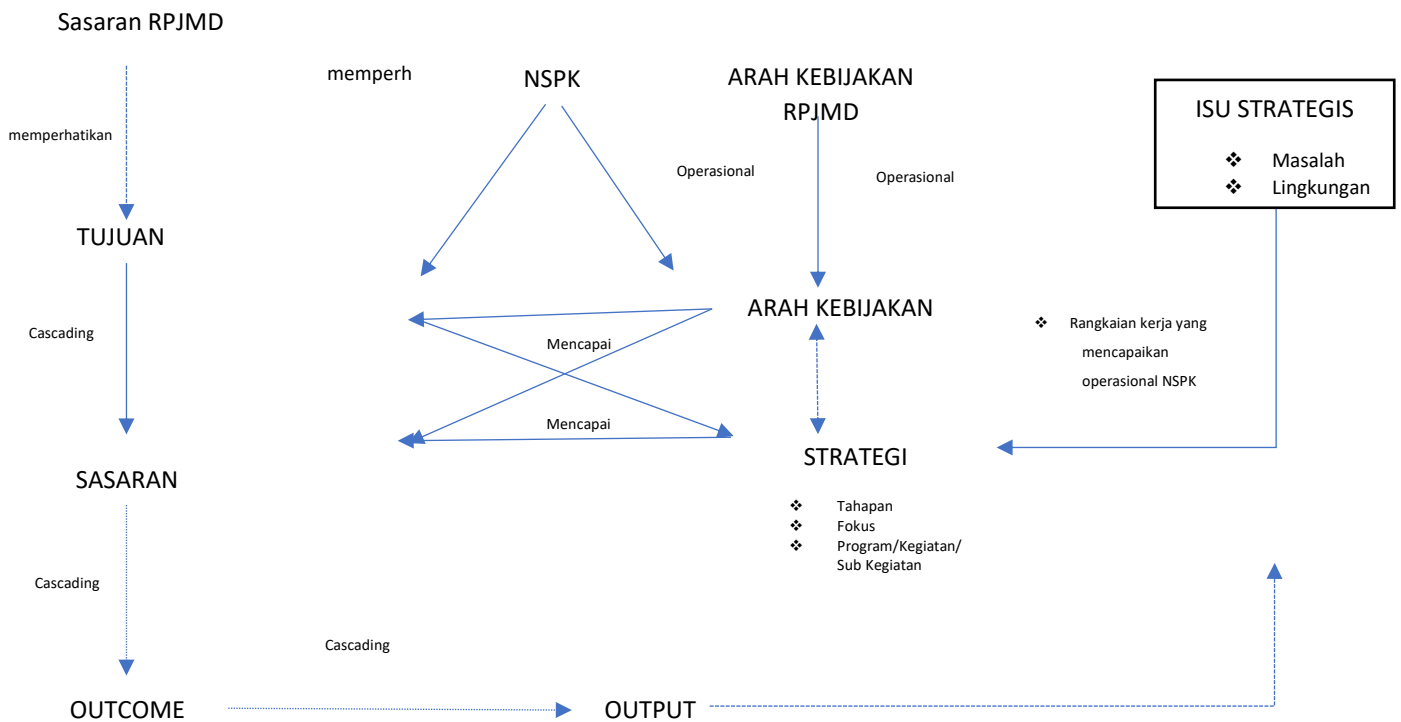 Sasaran RPJMD
memperh
NSPK
ARAH KEBIJAKAN
RPJMD
ISU STRATEGIS
❖ Masalah
❖ Lingkungan
memperhatikan
Operasional
Operasional
TUJUAN
ARAH KEBIJAKAN
Cascading
Mencapai
❖ Rangkaian kerja yang
mencapaikan
operasional NSPK
Mencapai
STRATEGI
❖ Tahapan
❖ Fokus
❖ Program/Kegiatan/
Sub Kegiatan
SASARAN
Cascading
Cascading
OUTCOME
OUTPUT